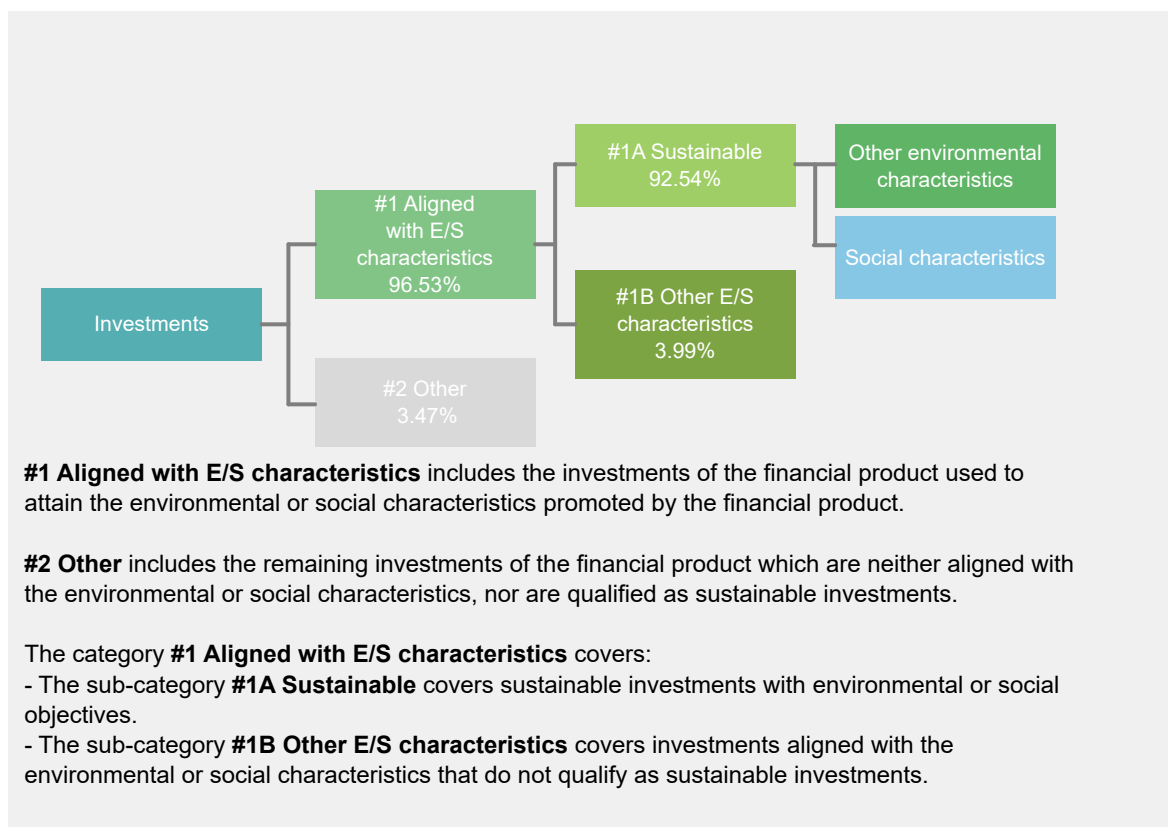 #1A Sustainable
92.54%
Other environmental
characteristics
#1 Aligned
with E/S
characteristics
96.53%
Social characteristics
Investments
#1B Other E/S
characteristics
3.99%
#2 Other
3.47%
#1 Aligned with E/S characteristics includes the investments of the financial product used to
attain the environmental or social characteristics promoted by the financial product.
#2 Other includes the remaining investments of the financial product which are neither aligned with
the environmental or social characteristics, nor are qualified as sustainable investments.
The category #1 Aligned with E/S characteristics covers:
- The sub-category #1A Sustainable covers sustainable investments with environmental or social
objectives.
- The sub-category #1B Other E/S characteristics covers investments aligned with the
environmental or social characteristics that do not qualify as sustainable investments.